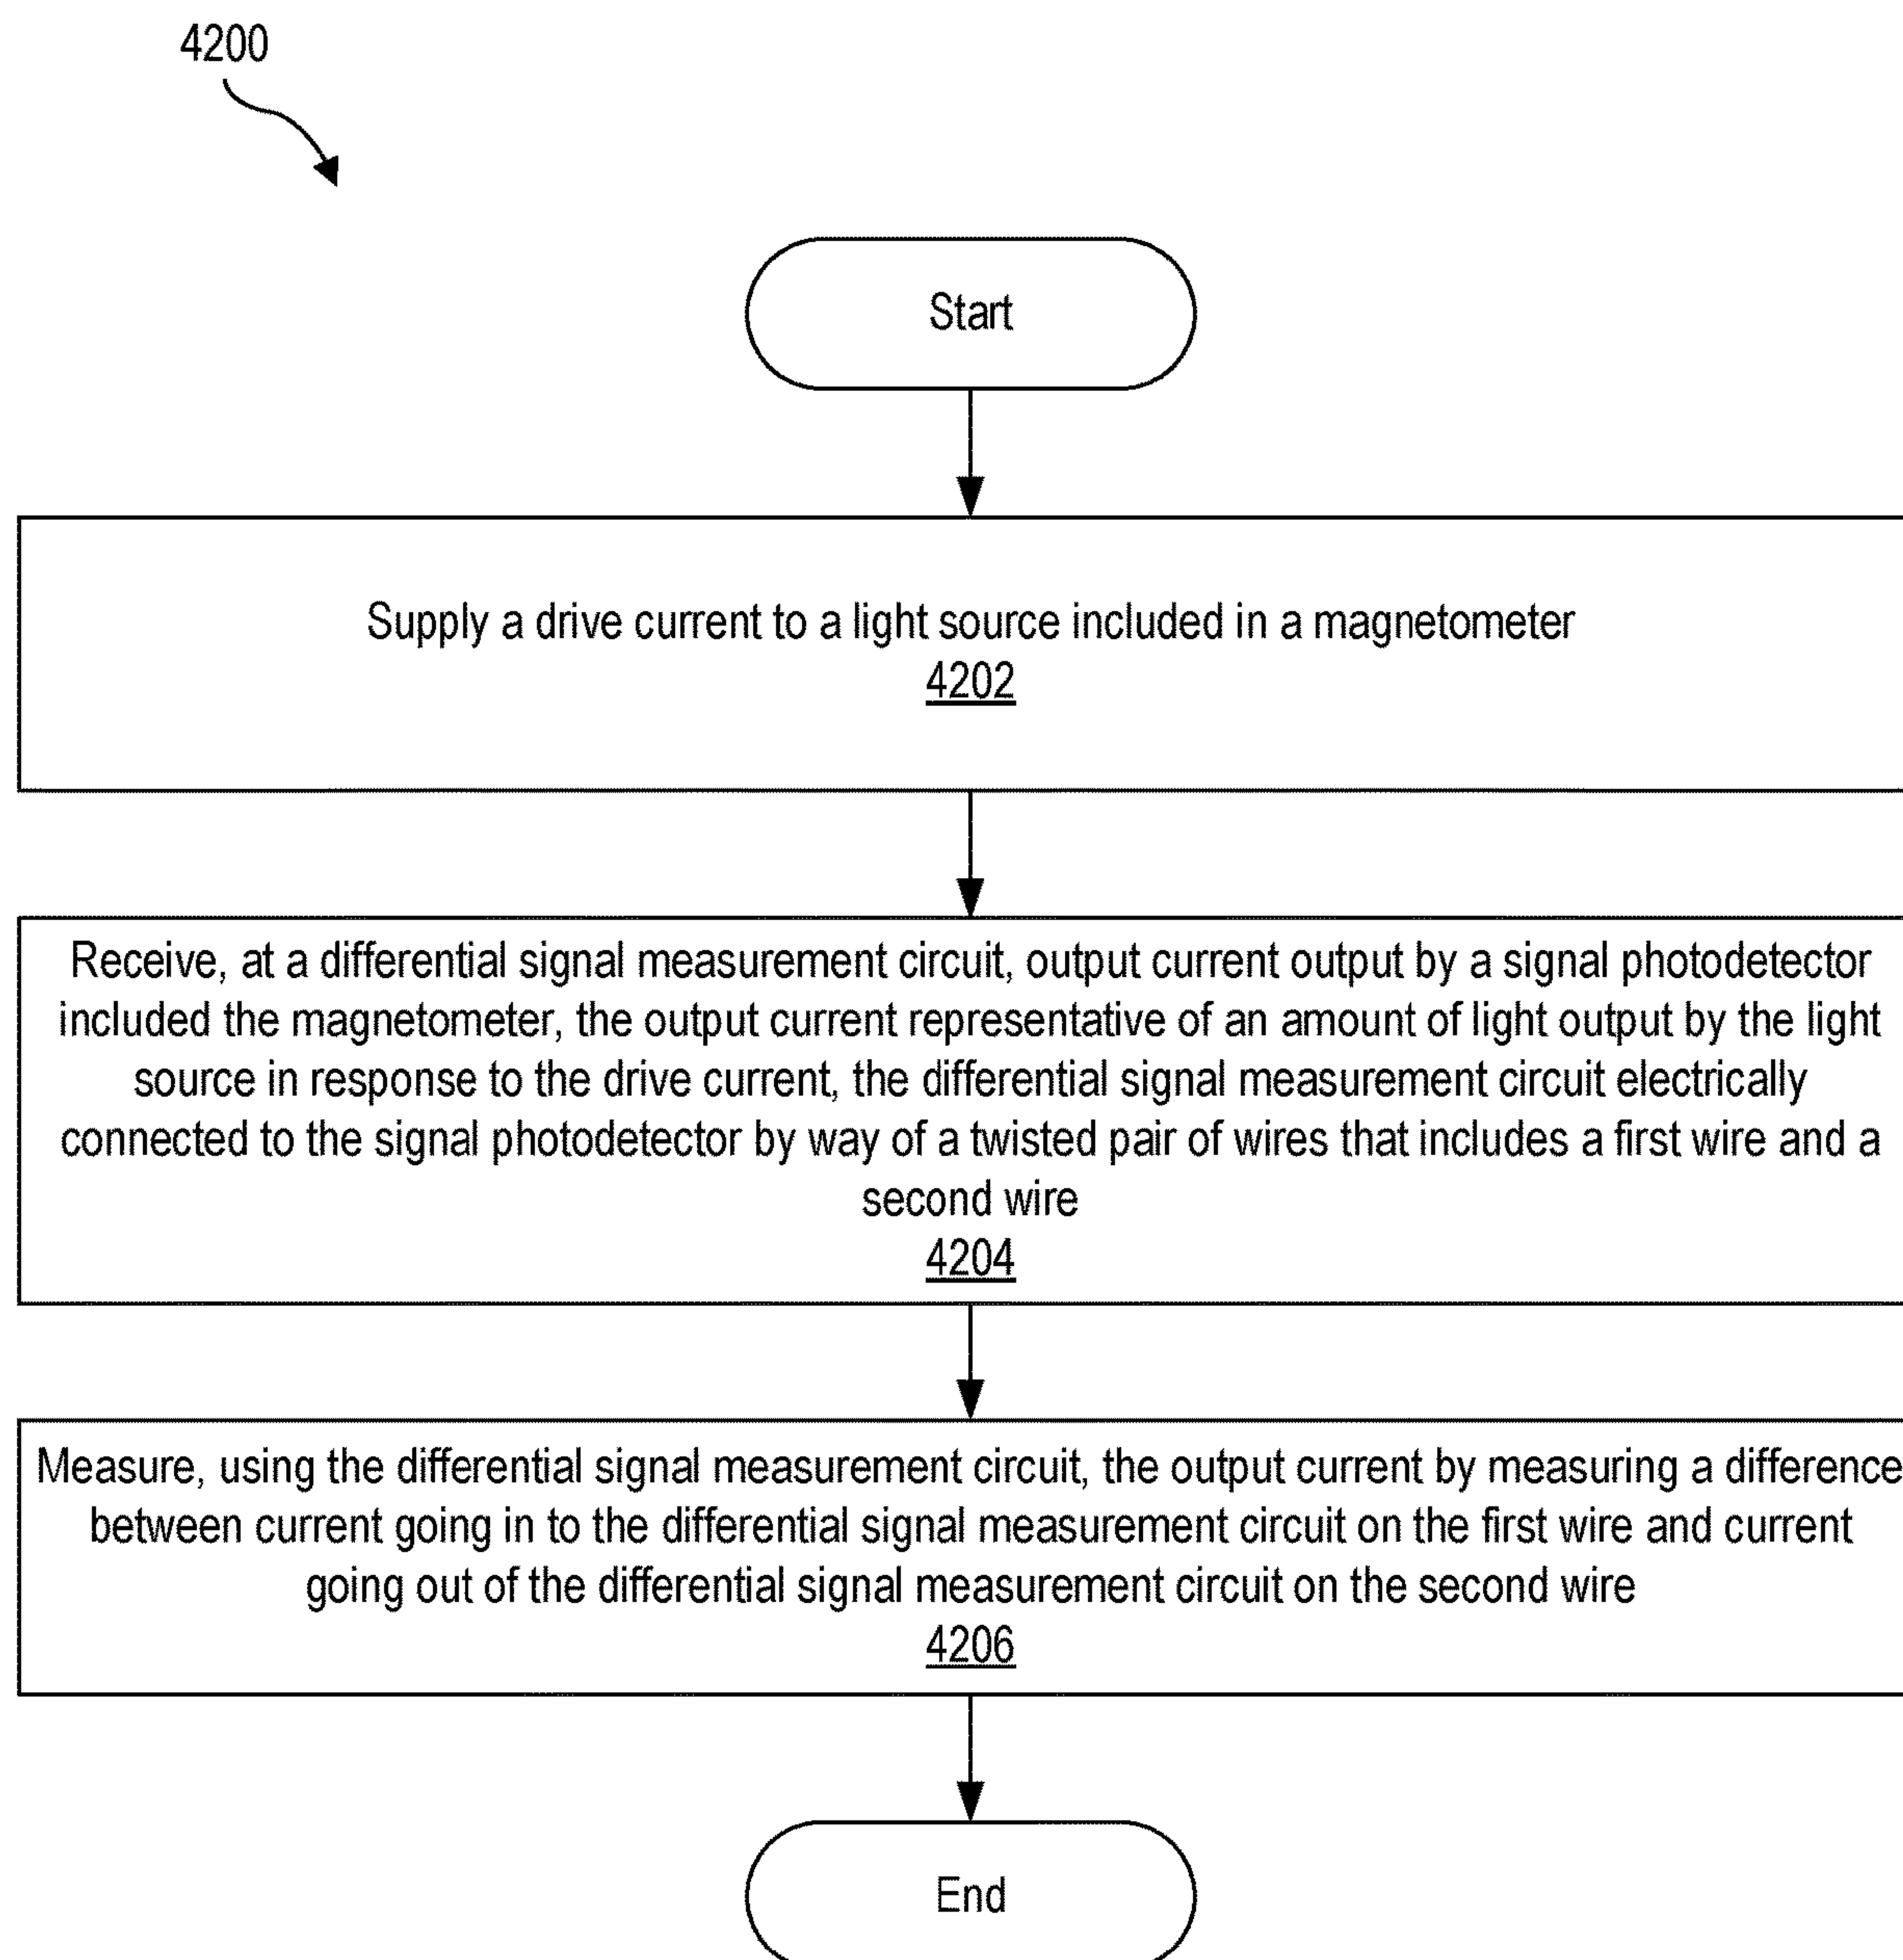 4200
Start
Supply a drive current to a light source included in a magnetometer
4202
Receive, at a differential signal measurement circuit, output current output by a signal photodetector
included the magnetometer, the output current representative of an amount of light output by the light
source in response to the drive current, the differential signal measurement circuit electrically
connected to the signal photodetector by way of a twisted pair of wires that includes a first wire and a
second wire
4204
Measure, using the differential signal measurement circuit, the output current by measuring a difference
between current going in to the differential signal measurement circuit on the first wire and current
going out of the differential signal measurement circuit on the second wire
4206
End